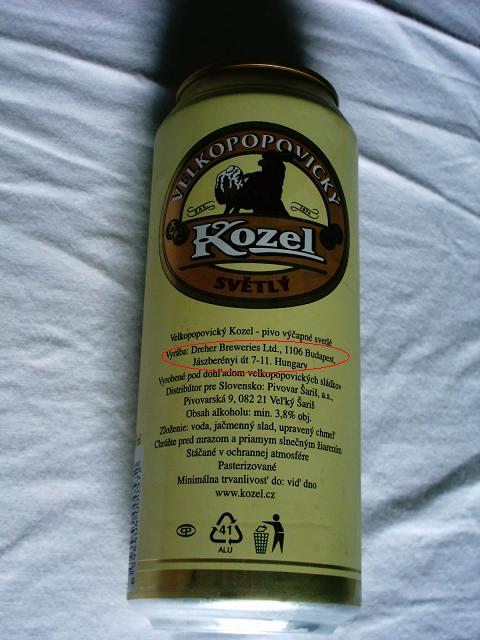 VELKOPOPOVICKÝ
Kozel
SVĚTLÝ
Velkopopovický Kozel - pivo výčapné svetlé
Vyrába: Dreher Breweries Ltd., 1106 Budapest,
Jászberényi út 7-11. Hungary
Vyrobené pod dohľadom velkopopovických sládkov
Distribútor pre Slovensko: Pivovar Šariš, a.s.,
Pivovarská 9, 082 21 Veľký Šariš
Obsah alkoholu: min. 3,8% obj.
Zloženie: voda, jačmenný slad, upravený chmeľ
Chráňte pred mrazom a priamym slnečným žiarením
Stáčané v ochrannej atmosfére
Pasterizované
Minimálna trvanlivosť do: viď dno
www.kozel.cz
41
ALU